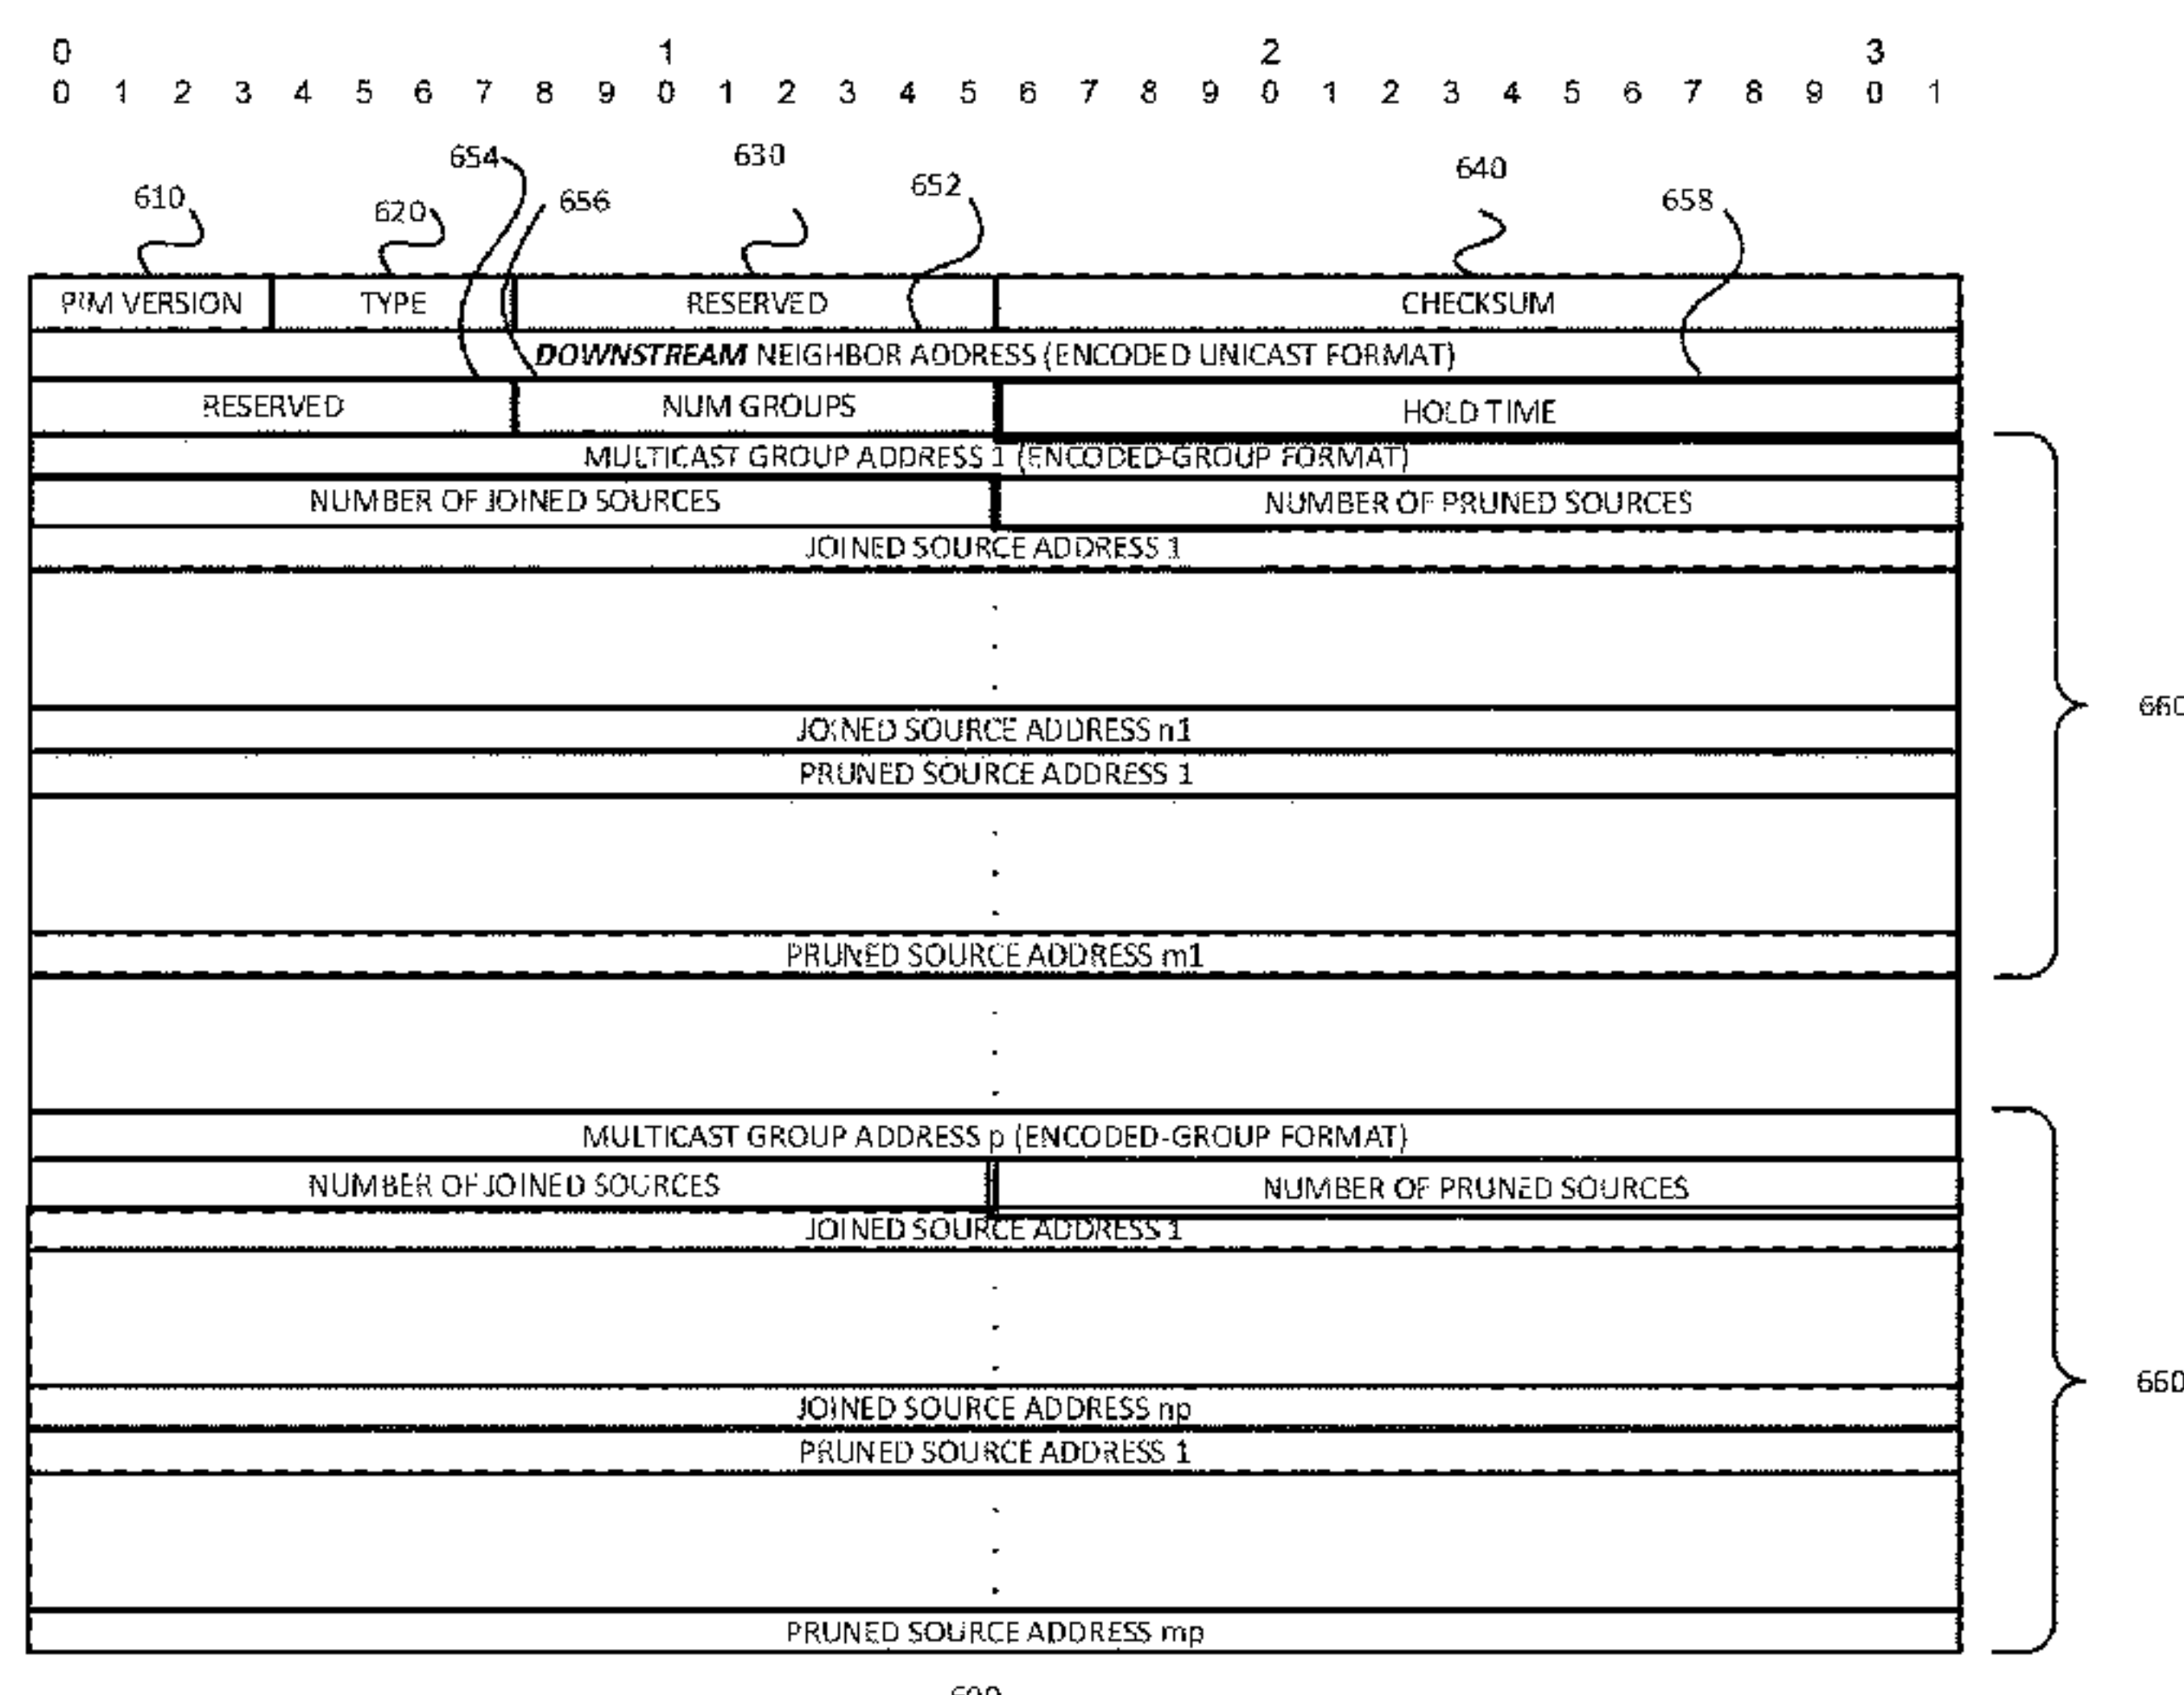 0 1 2 3
0 1 2 3 4 5 6 7 8 9 0 1 2 3 4 5 6 7 8 9 0 1 2 3 4 5 6 7 8 9 0 1
654 630 652 640
610 620 656 658
PIM VERSION TYPE RESERVED CHECKSUM
DOWNSTREAM NEIGHBOR ADDRESS (ENCODED UNICAST FORMAT)
RESERVED NUM GROUPS HOLD TIME
MULTICAST GROUP ADDRESS 1 (ENCODED-GROUP FORMAT)
NUMBER OF JOINED SOURCES NUMBER OF PRUNED SOURCES
JOINED SOURCE ADDRESS 1
660
JOINED SOURCE ADDRESS n1
PRUNED SOURCE ADDRESS 1
PRUNED SOURCE ADDRESS m1
MULTICAST GROUP ADDRESS p (ENCODED-GROUP FORMAT)
NUMBER OF JOINED SOURCES NUMBER OF PRUNED SOURCES
JOINED SOURCE ADDRESS 1
660
JOINED SOURCE ADDRESS np
PRUNED SOURCE ADDRESS 1
PRUNED SOURCE ADDRESS mp